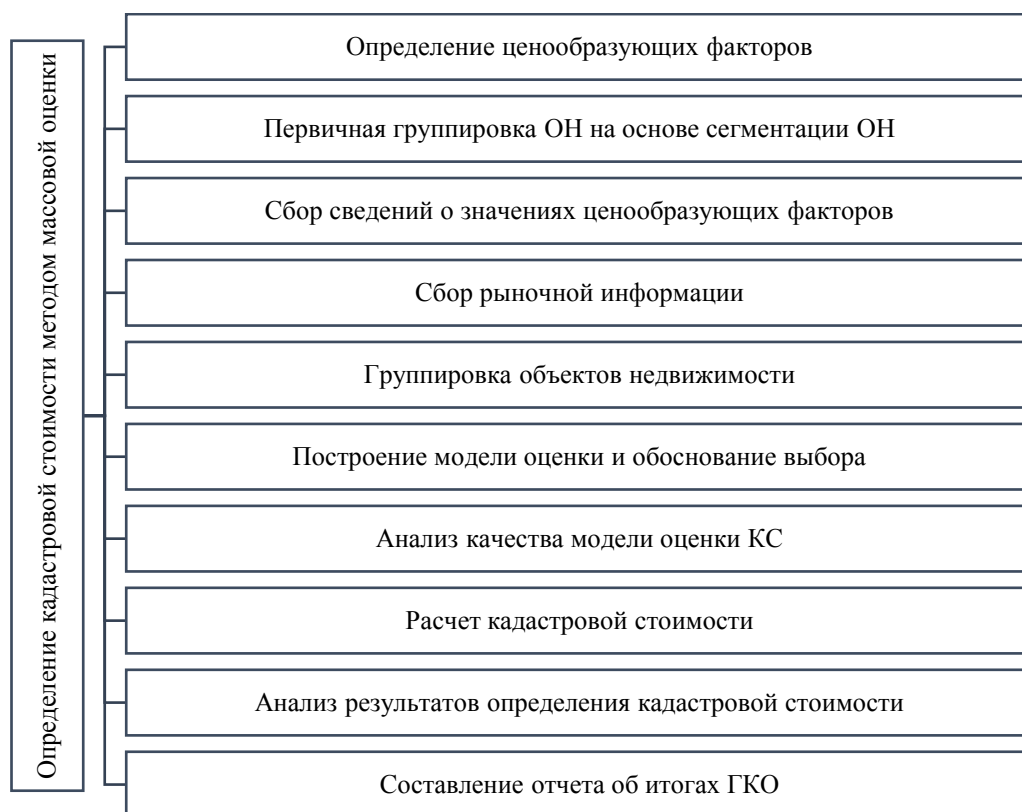 Определение кадастровой стоимости методом массовой оценки
Определение ценообразующих факторов
Первичная группировка ОН на основе сегментации ОН
Сбор сведений о значениях ценообразующих факторов
Сбор рыночной информации
Группировка объектов недвижимости
Построение модели оценки и обоснование выбора
Анализ качества модели оценки КС
Расчет кадастровой стоимости
Анализ результатов определения кадастровой стоимости
Составление отчета об итогах ГКО